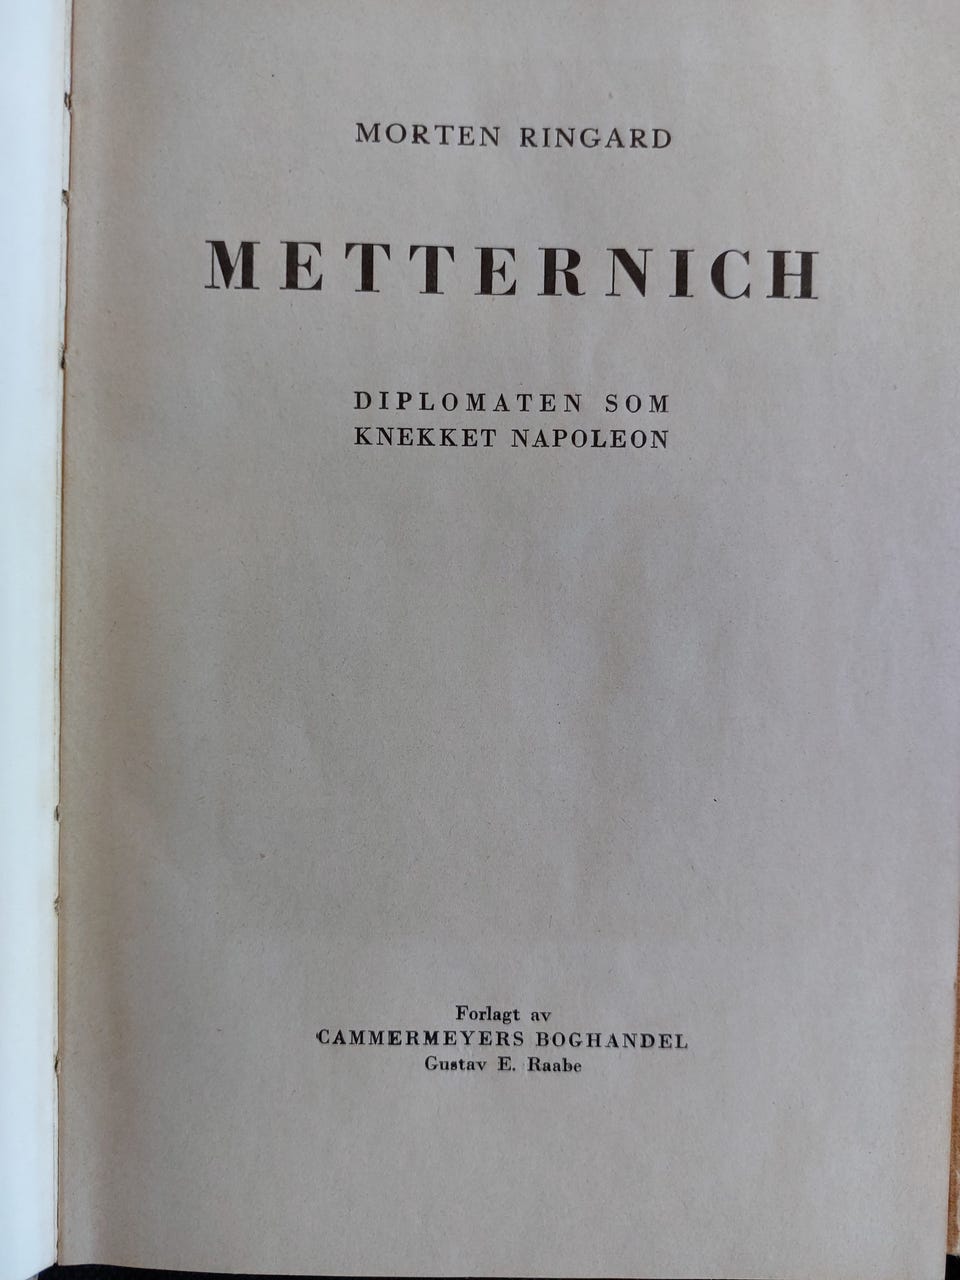 MORTEN RINGARD
METTERNICH
DIPLOMATEN SOM
KNEKKET NAPOLEON
Forlagt av
CAMMERMEYERS BOGHANDEL
Gustav E. Raabe